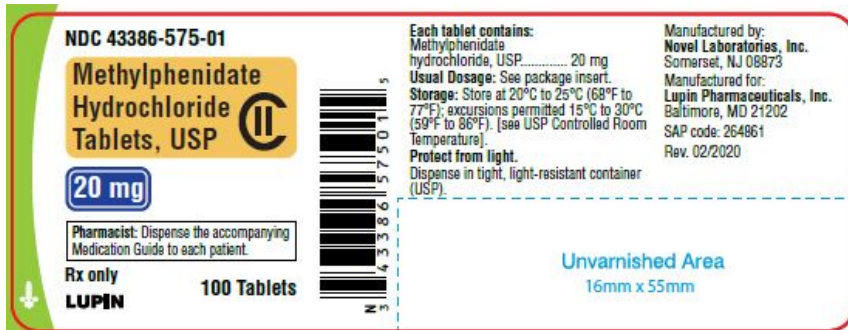 NDC 43386-575-01
Methylphenidate
Hydrochloride
Tablets, USP
CII
20 mg
Pharmacist: Dispense the accompanying
Medication Guide to each patient.
Rx only
100 Tablets
LUPIN
N
3 43386 57501 5
Each tablet contains:
Methylphenidate
hydrochloride, USP............. 20 mg
Usual Dosage: See package insert.
Storage: Store at 20°C to 25°C (68°F to
77°F); excursions permitted 15°C to 30°C
(59°F to 86°F). [see USP Controlled Room
Temperature].
Protect from light.
Dispense in tight, light-resistant container
(USP).
Manufactured by:
Novel Laboratories, Inc.
Somerset, NJ 08873
Manufactured for:
Lupin Pharmaceuticals, Inc.
Baltimore, MD 21202
SAP code: 264861
Rev. 02/2020
Unvarnished Area
16mm x 55mm